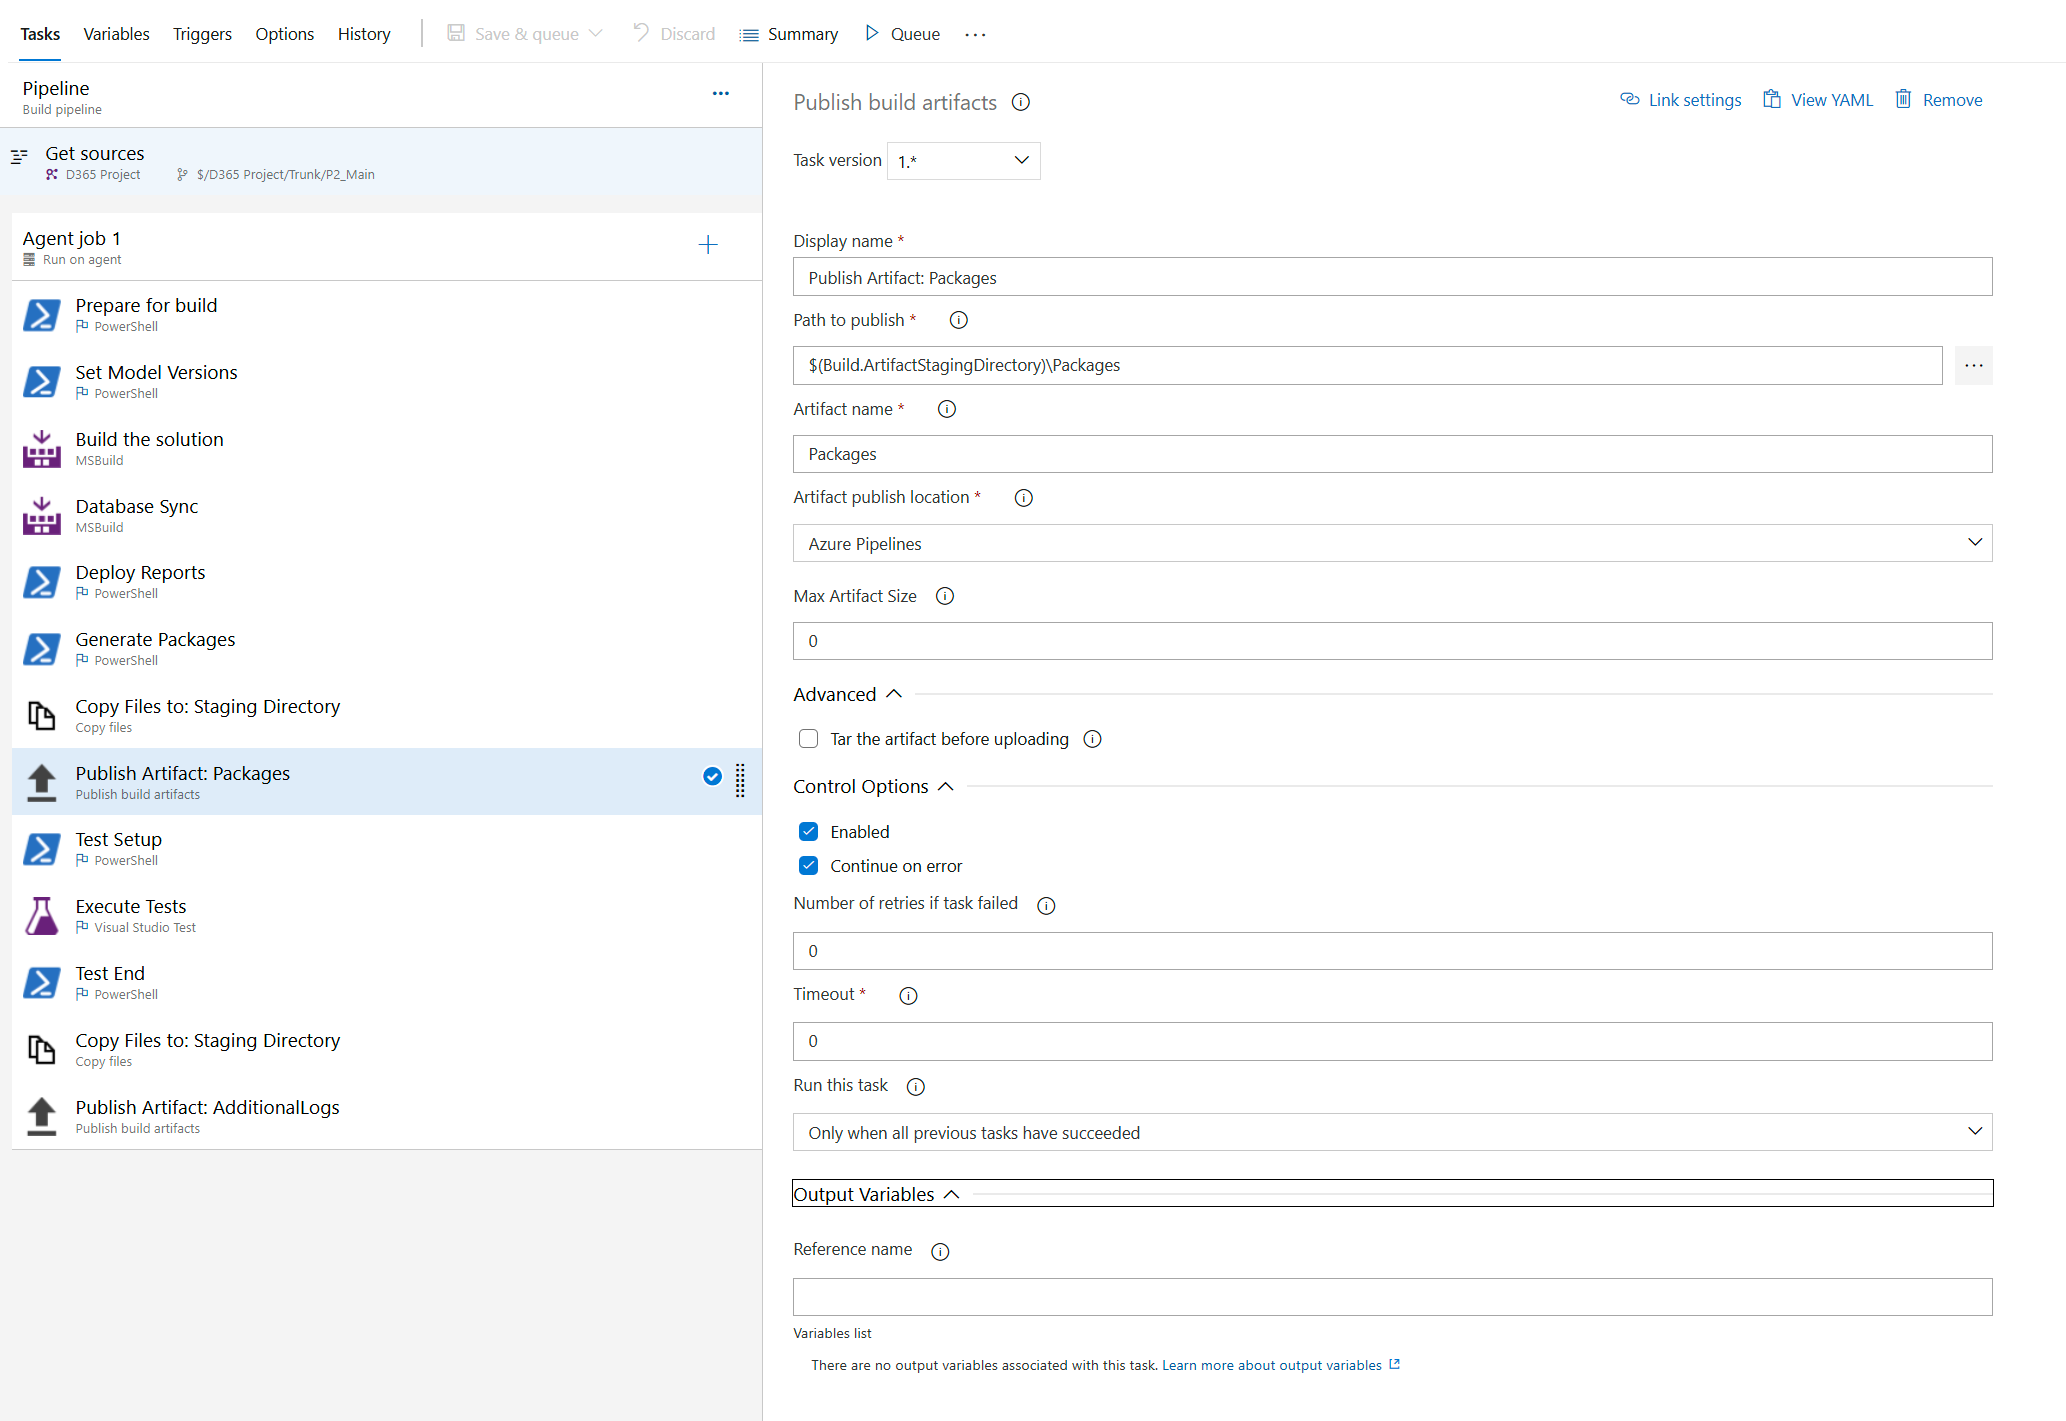 Tasks Variables Triggers Options History Save & queue Discard Summary Queue ...
Pipeline
Build pipeline
Get sources
D365 Project $/D365 Project/Trunk/P2_Main
Agent job 1
Run on agent
Prepare for build
PowerShell
Set Model Versions
PowerShell
Build the solution
MSBuild
Database Sync
MSBuild
Deploy Reports
PowerShell
Generate Packages
PowerShell
Copy Files to: Staging Directory
Copy files
Publish Artifact: Packages
Publish build artifacts
Test Setup
PowerShell
Execute Tests
Visual Studio Test
Test End
PowerShell
Copy Files to: Staging Directory
Copy files
Publish Artifact: AdditionalLogs
Publish build artifacts
Publish build artifacts Link settings View YAML Remove
Task version 1.*
Display name *
Publish Artifact: Packages
Path to publish *
$(Build.ArtifactStagingDirectory)\Packages
Artifact name *
Packages
Artifact publish location *
Azure Pipelines
Max Artifact Size
0
Advanced
Tar the artifact before uploading
Control Options
Enabled
Continue on error
Number of retries if task failed
0
Timeout *
0
Run this task
Only when all previous tasks have succeeded
Output Variables
Reference name
Variables list
There are no output variables associated with this task. Learn more about output variables